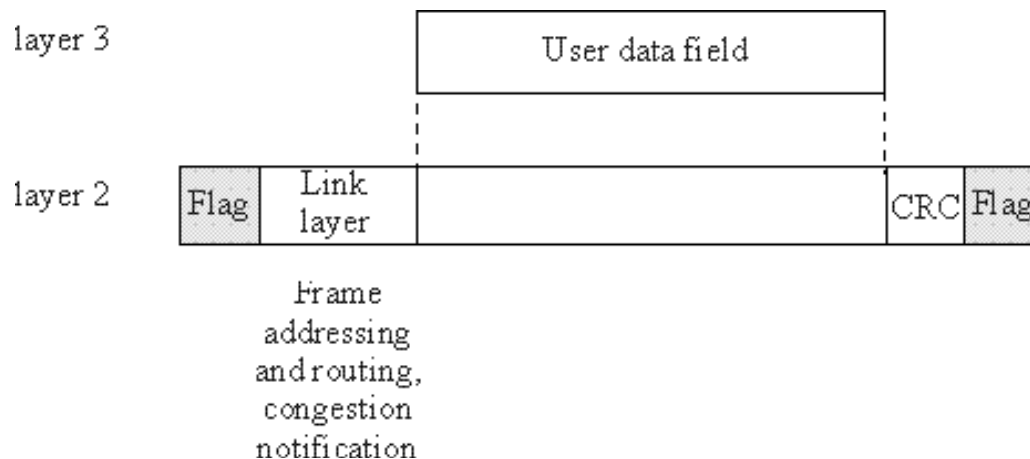 layer 3
User data field
layer 2
Flag
Link
layer
CRC
Flag
Frame
addressing
and routing,
congestion
notification